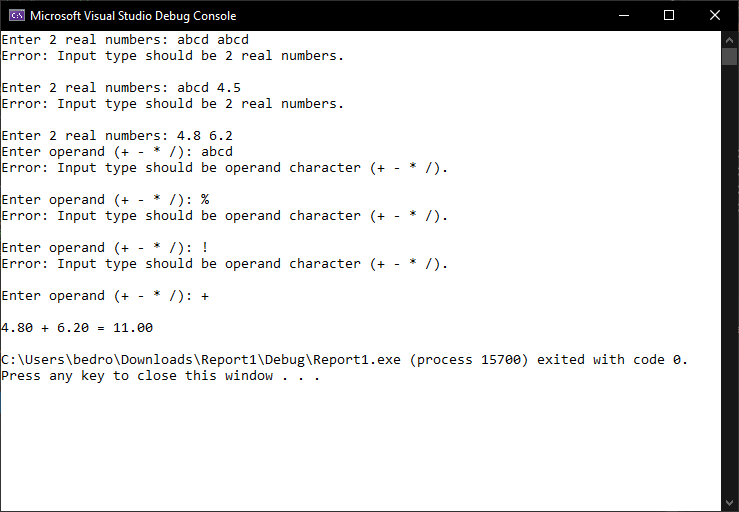 Microsoft Visual Studio Debug Console
Enter 2 real numbers: abcd abcd
Error: Input type should be 2 real numbers.
Enter 2 real numbers: abcd 4.5
Error: Input type should be 2 real numbers.
Enter 2 real numbers: 4.8 6.2
Enter operand (+ - * /): abcd
Error: Input type should be operand character (+ - * /).
Enter operand (+ - * /): %
Error: Input type should be operand character (+ - * /).
Enter operand (+ - * /): !
Error: Input type should be operand character (+ - * /).
Enter operand (+ - * /): +
4.80 + 6.20 = 11.00
C:\Users\bedro\Downloads\Report1\Debug\Report1.exe (process 15700) exited with code 0.
Press any key to close this window . . .